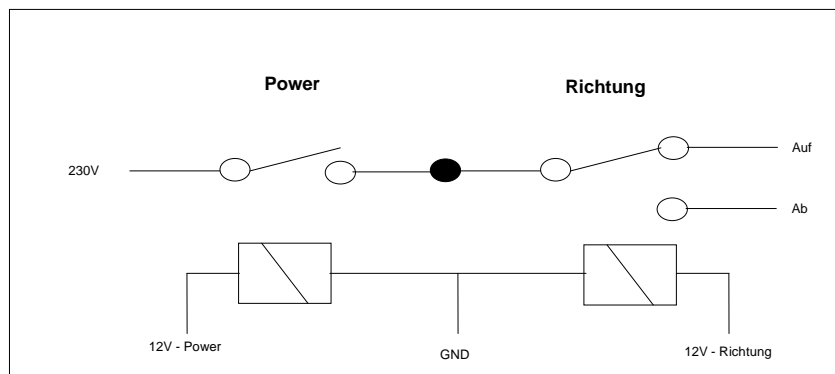 Power
Richtung
230V
Auf
Ab
12V - Power
GND
12V - Richtung